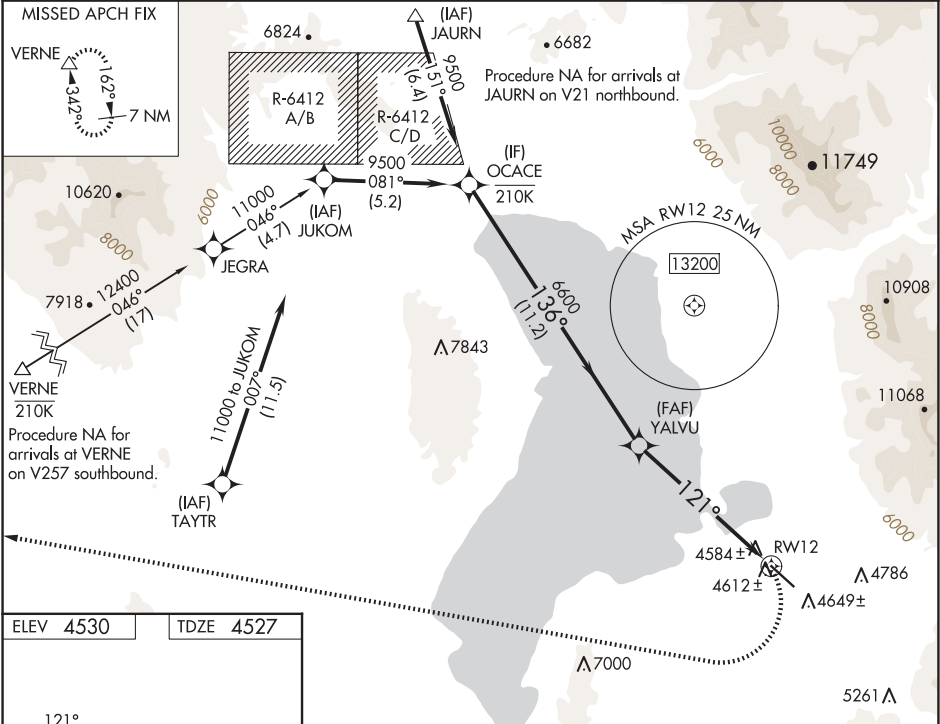 MISSED APCH FIX
VERNE
342°
162°
7 NM
6824
(IAF)
JAURN
9500
151°
(6.4)
6682
Procedure NA for arrivals at
JAURN on V21 northbound.
R-6412
A/B
R-6412
C/D
(IF)
OCACE
210K
9500
081°
(5.2)
(IAF)
JUKOM
10620
6000
8000
11000
046°
(4.7)
JEGRA
12400
046°
(17)
7918
VERNE
210K
Procedure NA for
arrivals at VERNE
on V257 southbound.
11000 to JUKOM
007°
(11.5)
(IAF)
TAYTR
7843
6600
136°
(11.2)
MSA RW12 25 NM
13200
6000
10000
8000
11749
10908
8000
11068
6000
(FAF)
YALVU
121°
RW12
4584±
4612±
4649±
4786
7000
5261
ELEV 4530
TDZE 4527
121°